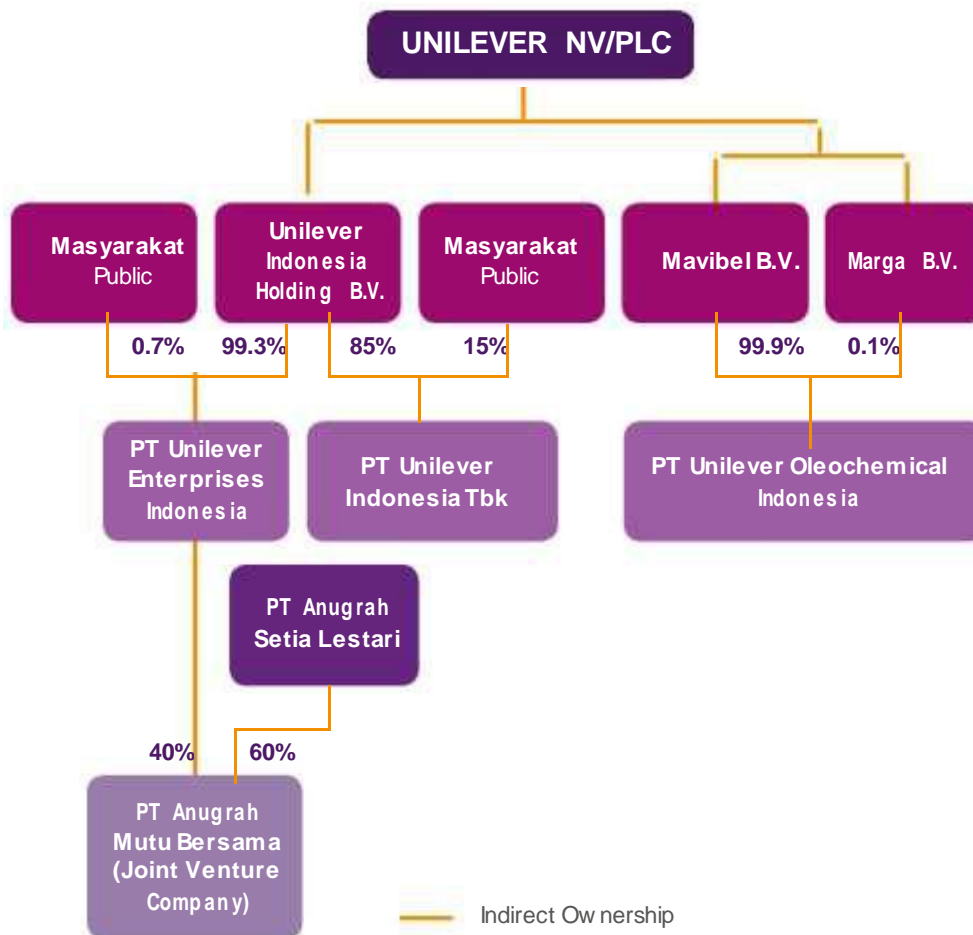 UNILEVER NV/PLC
Masyarakat
Public
Unilever
Indonesia
Holding B.V.
Masyarakat
Public
Mavibel B.V.
Marga B.V.
0.7%
99.3%
85%
15%
99.9%
0.1%
PT Unilever
Enterprises
Indonesia
PT Unilever
Indonesia Tbk
PT Unilever Oleochemical
Indonesia
PT Anugrah
Setia Lestari
40%
60%
PT Anugrah
Mutu Bersama
(Joint Venture
Company)
Indirect Ownership